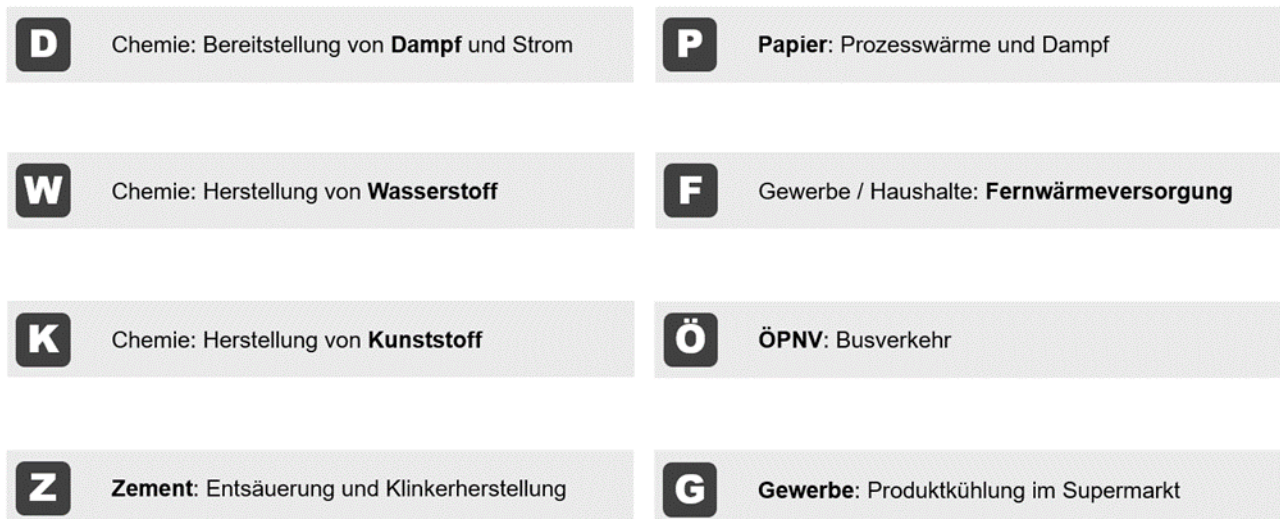 D Chemie: Bereitstellung von Dampf und Strom
P Papier: Prozesswärme und Dampf
W Chemie: Herstellung von Wasserstoff
F Gewerbe / Haushalte: Fernwärmeversorgung
K Chemie: Herstellung von Kunststoff
Ö ÖPNV: Busverkehr
Z Zement: Entsäuerung und Klinkerherstellung
G Gewerbe: Produktkühlung im Supermarkt